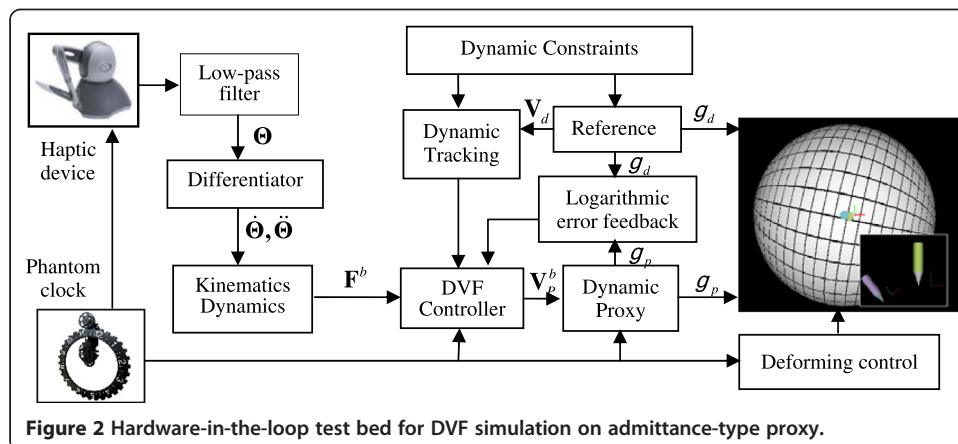 Haptic
device
Phantom
clock
Low-pass
filter
Θ
Differentiator
Θ̇, Θ̈
Kinematics
Dynamics
F^b
Dynamic Constraints
Dynamic
Tracking
V_d
Reference
g_d
g_d
Logarithmic
error feedback
g_p
DVF
Controller
V_P^b
Dynamic
Proxy
g_p
Deforming control
Figure 2 Hardware-in-the-loop test bed for DVF simulation on admittance-type proxy.